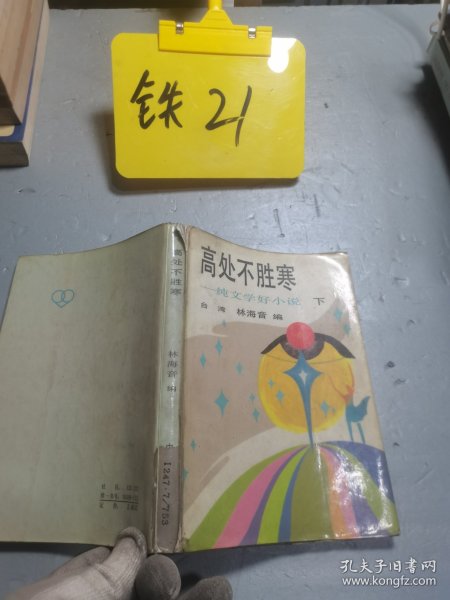 铁21
高处不胜寒
——纯文学好小说 下
台湾 林海音 编
高处不胜寒
林海音 编
I247.7/753
孔夫子旧书网
www.kongfz.com